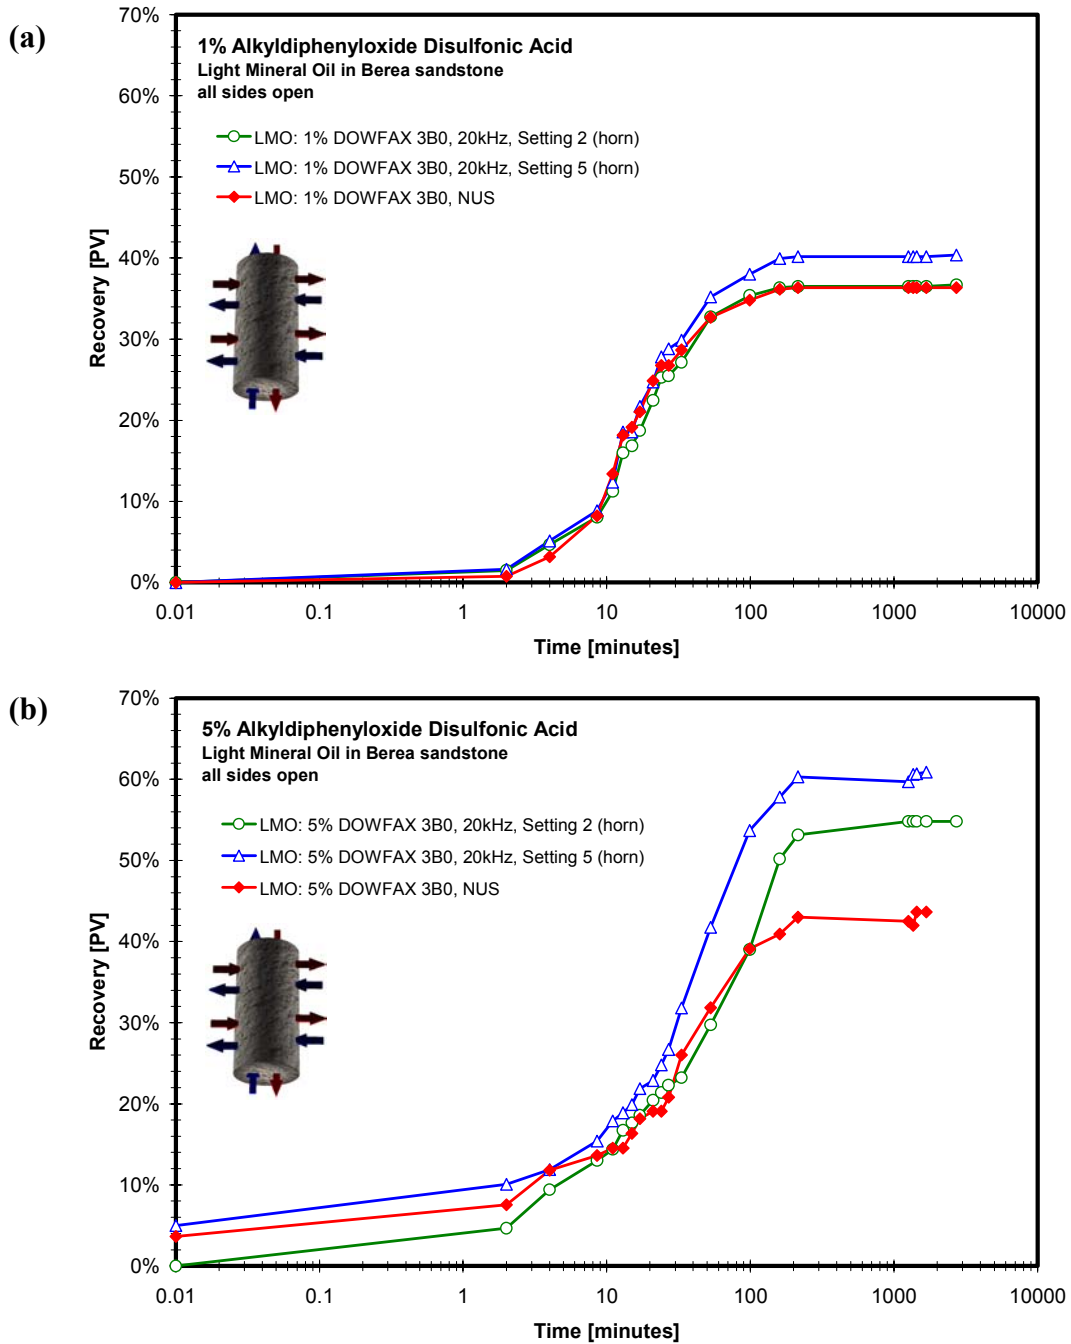 (a)
70%
60%
50%
40%
30%
20%
10%
0%
Recovery [PV]
1% Alkyldiphenyloxide Disulfonic Acid
Light Mineral Oil in Berea sandstone
all sides open
LMO: 1% DOWFAX 3B0, 20kHz, Setting 2 (horn)
LMO: 1% DOWFAX 3B0, 20kHz, Setting 5 (horn)
LMO: 1% DOWFAX 3B0, NUS
0.01 0.1 1 10 100 1000 10000
Time [minutes]
(b)
70%
60%
50%
40%
30%
20%
10%
0%
Recovery [PV]
5% Alkyldiphenyloxide Disulfonic Acid
Light Mineral Oil in Berea sandstone
all sides open
LMO: 5% DOWFAX 3B0, 20kHz, Setting 2 (horn)
LMO: 5% DOWFAX 3B0, 20kHz, Setting 5 (horn)
LMO: 5% DOWFAX 3B0, NUS
0.01 0.1 1 10 100 1000 10000
Time [minutes]